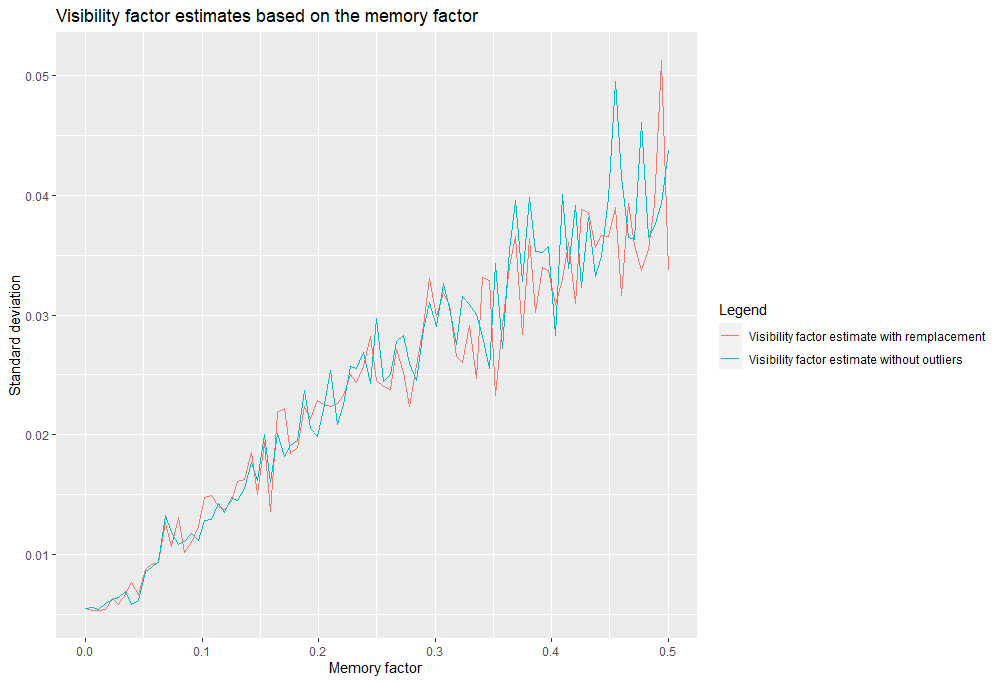 Visibility factor estimates based on the memory factor
Standard deviation
0.05
0.04
0.03
0.02
0.01
0.0
0.1
0.2
0.3
0.4
0.5
Memory factor
Legend
Visibility factor estimate with remplacement
Visibility factor estimate without outliers